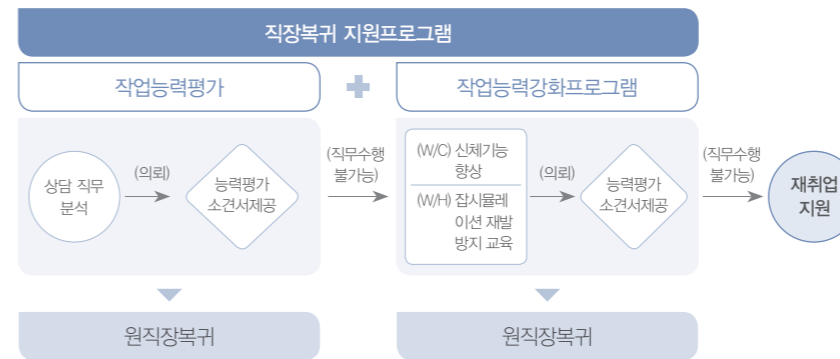 직장복귀 지원프로그램
작업능력평가
작업능력강화프로그램
상담 직무
분석
(의뢰)
능력평가
소견서제공
(직무수행
불가능)
(W/C) 신체기능
향상
(W/H) 잡시뮬레
이션 재발
방지 교육
(의뢰)
능력평가
소견서제공
(직무수행
불가능)
재취업
지원
원직장복귀
원직장복귀